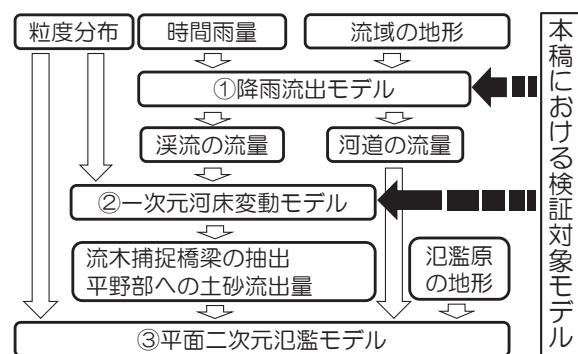 粒度分布
時間雨量
流域の地形
①降雨流出モデル
渓流の流量
河道の流量
②一次元河床変動モデル
流木捕捉橋梁の抽出
平野部への土砂流出量
氾濫原
の地形
③平面二次元氾濫モデル
本稿における検証対象モデル